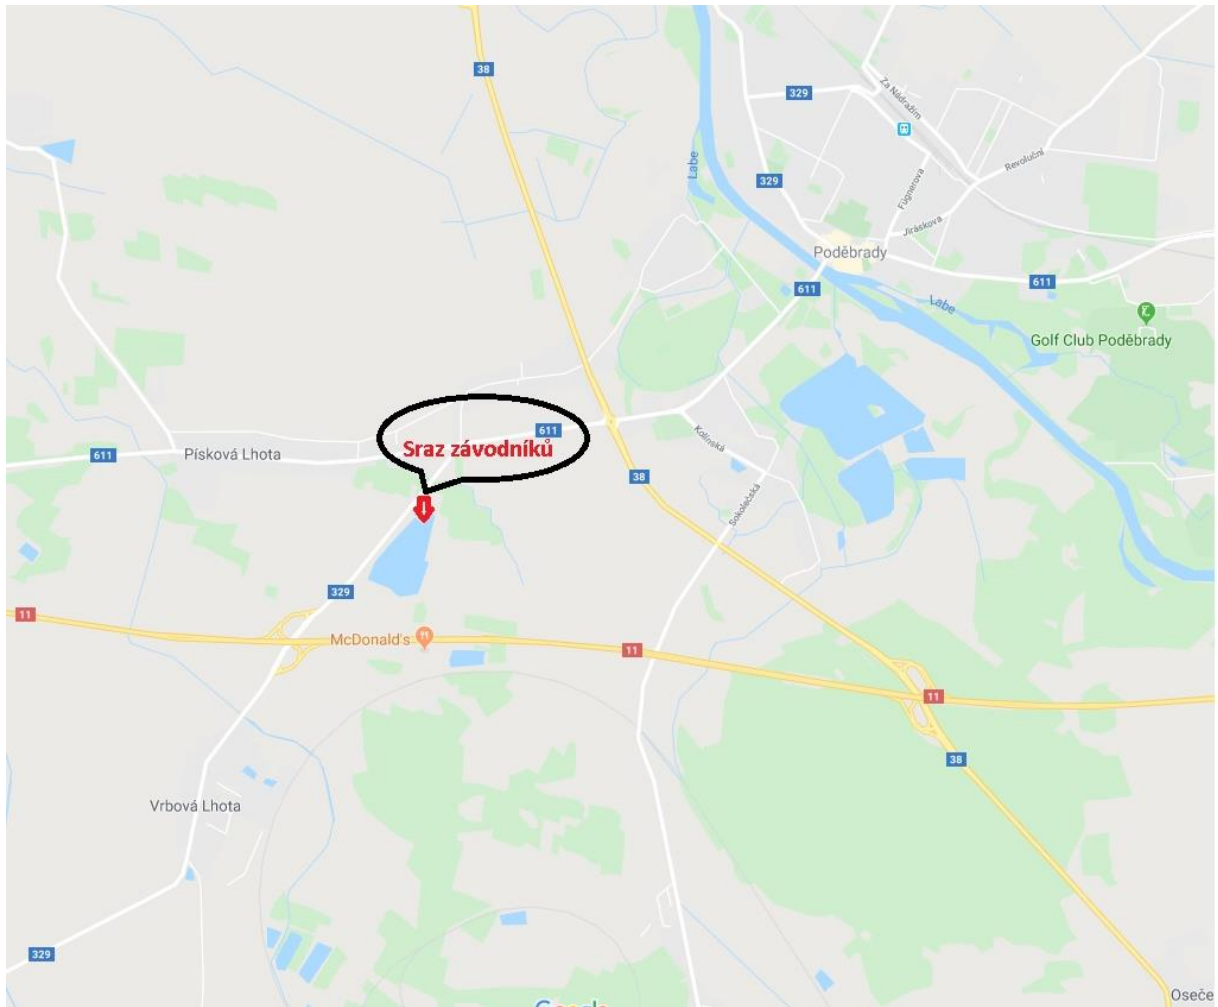 38
329
Za Nádražím
Labe
Revoluční
329
Fügnerova
Jiráskova
Poděbrady
611
611
Labe
Golf Club Poděbrady
611
Sraz závodníků
Kolínská
611
Písková Lhota
38
Sokolečská
329
11
McDonald's
11
11
38
Vrbová Lhota
329
Oseče
Google